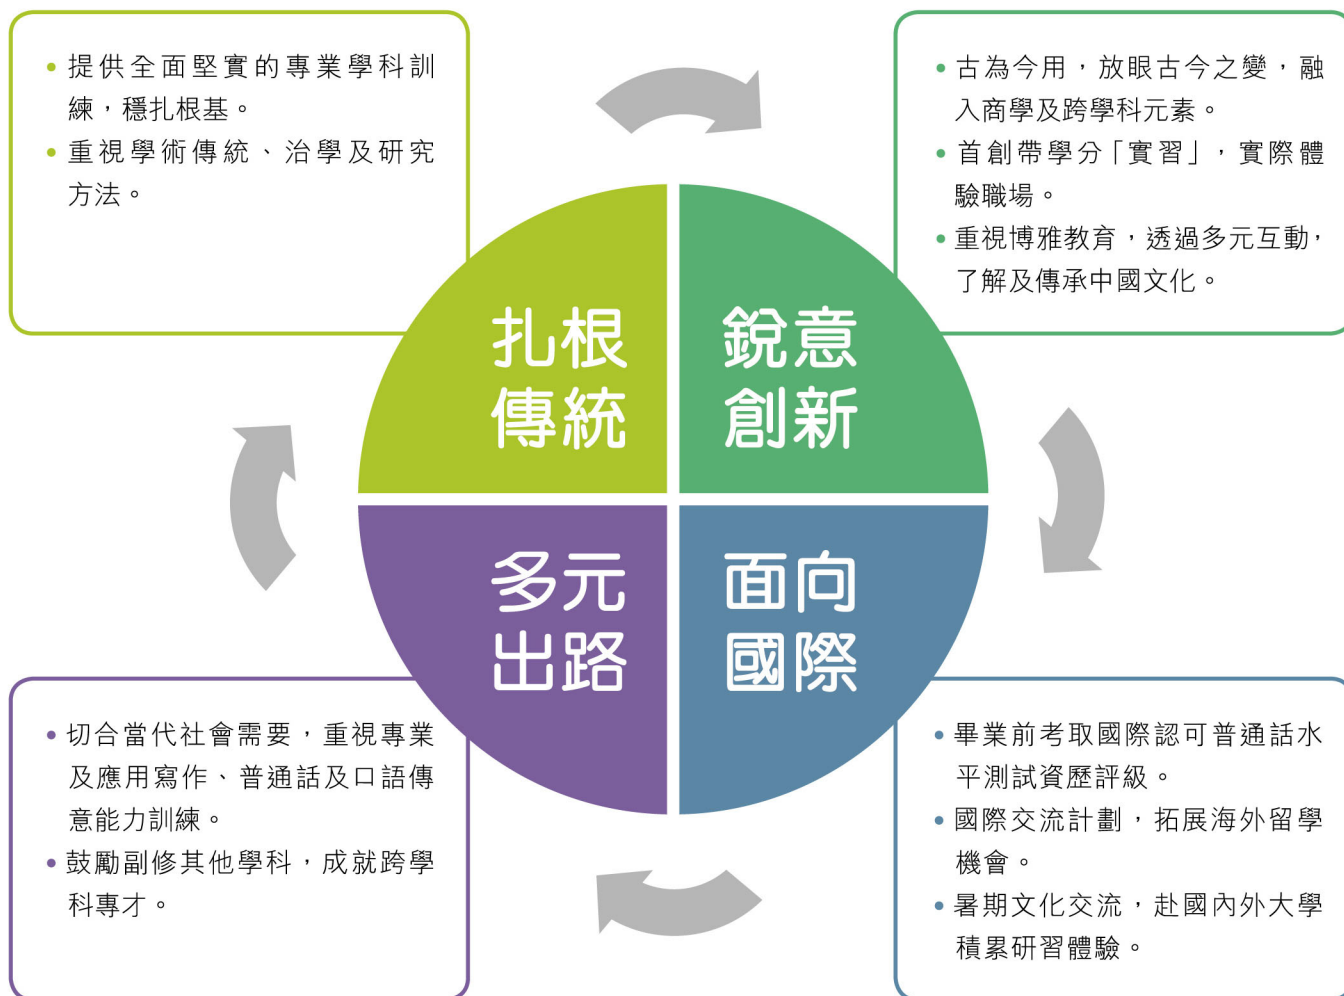 • 提供全面堅實的專業學科訓
練，穩扎根基。
• 重視學術傳統、治學及研究
方法。
• 古為今用，放眼古今之變，融
入商學及跨學科元素。
• 首創帶學分「實習」，實際體
驗職場。
• 重視博雅教育，透過多元互動，
了解及傳承中國文化。
扎根
傳統
銳意
創新
多元
出路
面向
國際
• 切合當代社會需要，重視專業
及應用寫作、普通話及口語傳
意能力訓練。
• 鼓勵副修其他學科，成就跨學
科專才。
• 畢業前考取國際認可普通話水
平測試資歷評級。
• 國際交流計劃，拓展海外留學
機會。
• 暑期文化交流，赴國內外大學
積累研習體驗。